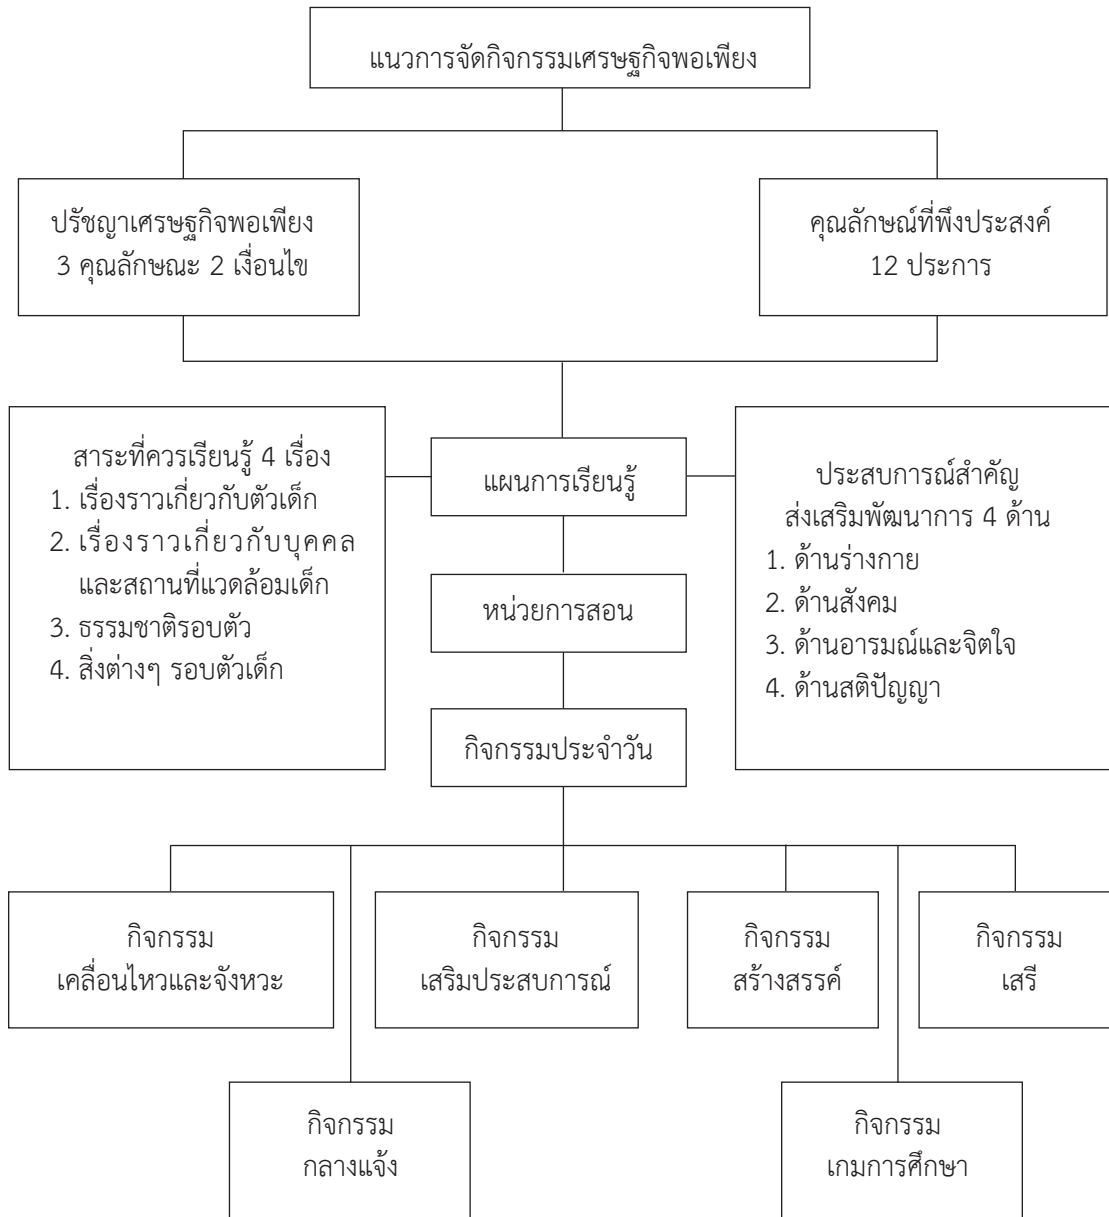 แนวการจัดกิจกรรมเศรษฐกิจพอเพียง
ปรัชญาเศรษฐกิจพอเพียง
3 คุณลักษณะ 2 เงื่อนไข
คุณลักษณ์ที่พึงประสงค์
12 ประการ
สาระที่ควรเรียนรู้ 4 เรื่อง
1. เรื่องราวเกี่ยวกับตัวเด็ก
2. เรื่องราวเกี่ยวกับบุคคล
และสถานที่แวดล้อมเด็ก
3. ธรรมชาติรอบตัว
4. สิ่งต่างๆ รอบตัวเด็ก
แผนการเรียนรู้
หน่วยการสอน
กิจกรรมประจำวัน
ประสบการณ์สำคัญ
ส่งเสริมพัฒนาการ 4 ด้าน
1. ด้านร่างกาย
2. ด้านสังคม
3. ด้านอารมณ์และจิตใจ
4. ด้านสติปัญญา
กิจกรรม
เคลื่อนไหวและจังหวะ
กิจกรรม
เสริมประสบการณ์
กิจกรรม
สร้างสรรค์
กิจกรรม
เสรี
กิจกรรม
กลางแจ้ง
กิจกรรม
เกมการศึกษา